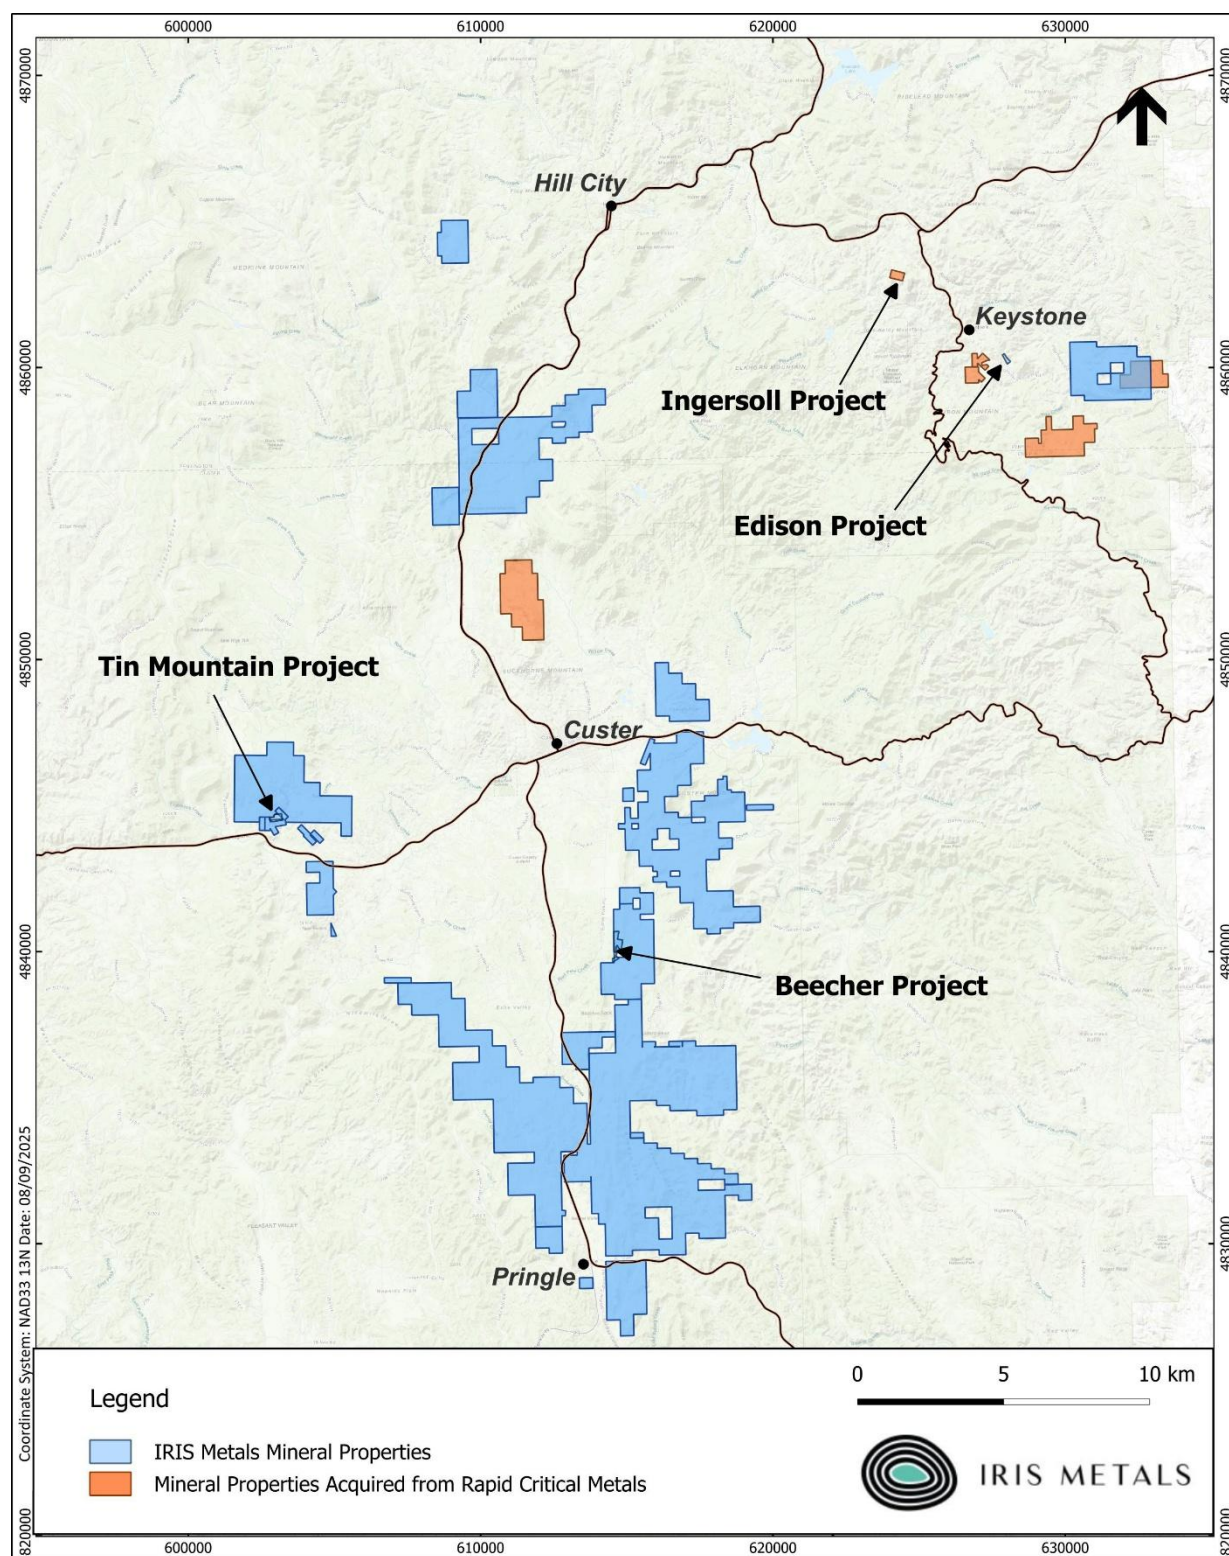 600000
610000
620000
630000
4870000
4870000
Hill City
Keystone
4860000
4860000
Ingersoll Project
Edison Project
4850000
4850000
Tin Mountain Project
Custer
4840000
4840000
Beecher Project
4830000
4830000
Pringle
Coordinate System: NAD33 13N Date: 08/09/2025
Legend
IRIS Metals Mineral Properties
Mineral Properties Acquired from Rapid Critical Metals
0 5 10 km
IRIS METALS
820000
820000
600000
610000
620000
630000